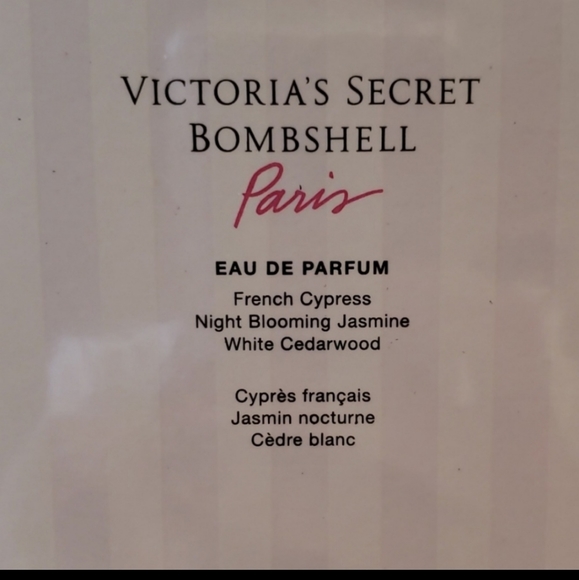 VICTORIA'S SECRET
BOMBSHELL
Paris
EAU DE PARFUM
French Cypress
Night Blooming Jasmine
White Cedarwood
Cyprès français
Jasmin nocturne
Cèdre blanc